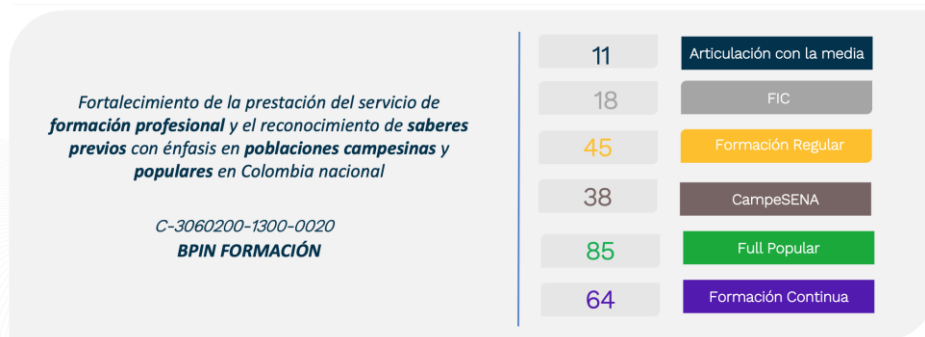 Fortalecimiento de la prestación del servicio de
formación profesional y el reconocimiento de saberes
previos con énfasis en poblaciones campesinas y
populares en Colombia nacional
C-3060200-1300-0020
BPIN FORMACIÓN
11 Articulación con la media
18 FIC
45 Formación Regular
38 CampeSENA
85 Full Popular
64 Formación Continua